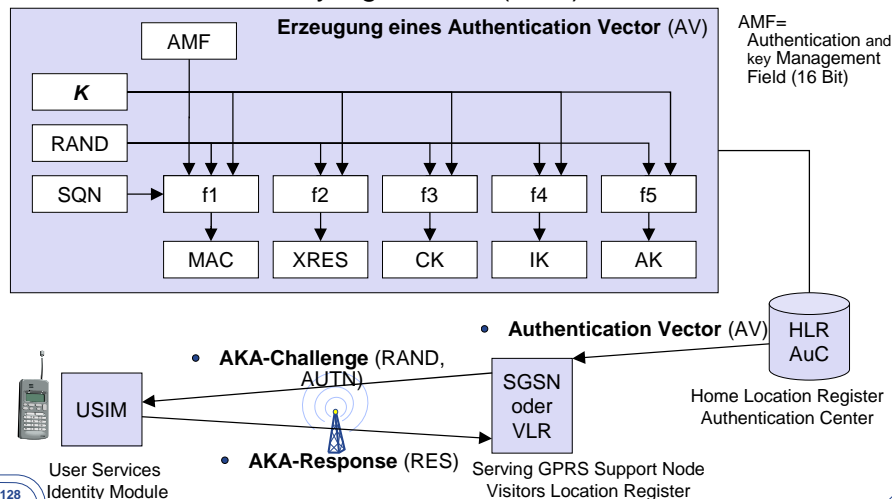 Erzeugung eines Authentication Vector (AV)
AMF
K
RAND
SQN
f1
f2
f3
f4
f5
MAC
XRES
CK
IK
AK
AMF=
Authentication and
key Management
Field (16 Bit)
• Authentication Vector (AV)
HLR
AuC
Home Location Register
Authentication Center
• AKA-Challenge (RAND,
AUTN)
SGSN
oder
VLR
USIM
• AKA-Response (RES)
Serving GPRS Support Node
Visitors Location Register
User Services
Identity Module
128